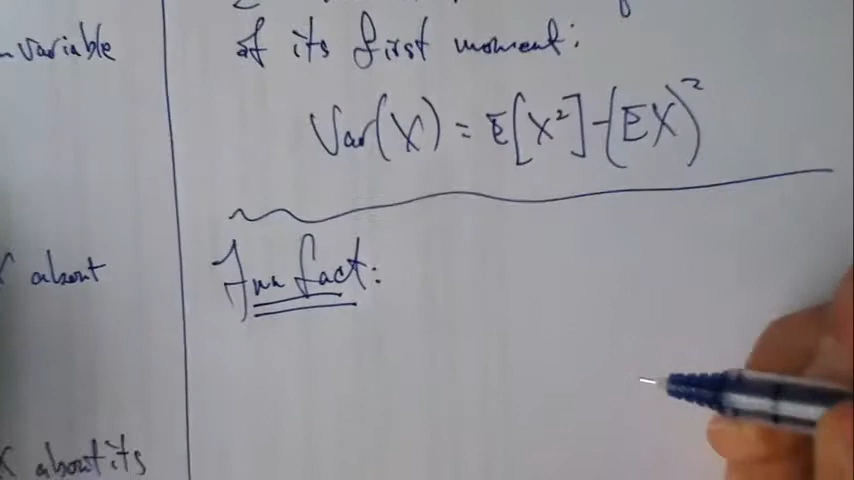 variable
of its first moment:
Var(X) = E[X²] - (EX)²
Fun fact:
about
about its